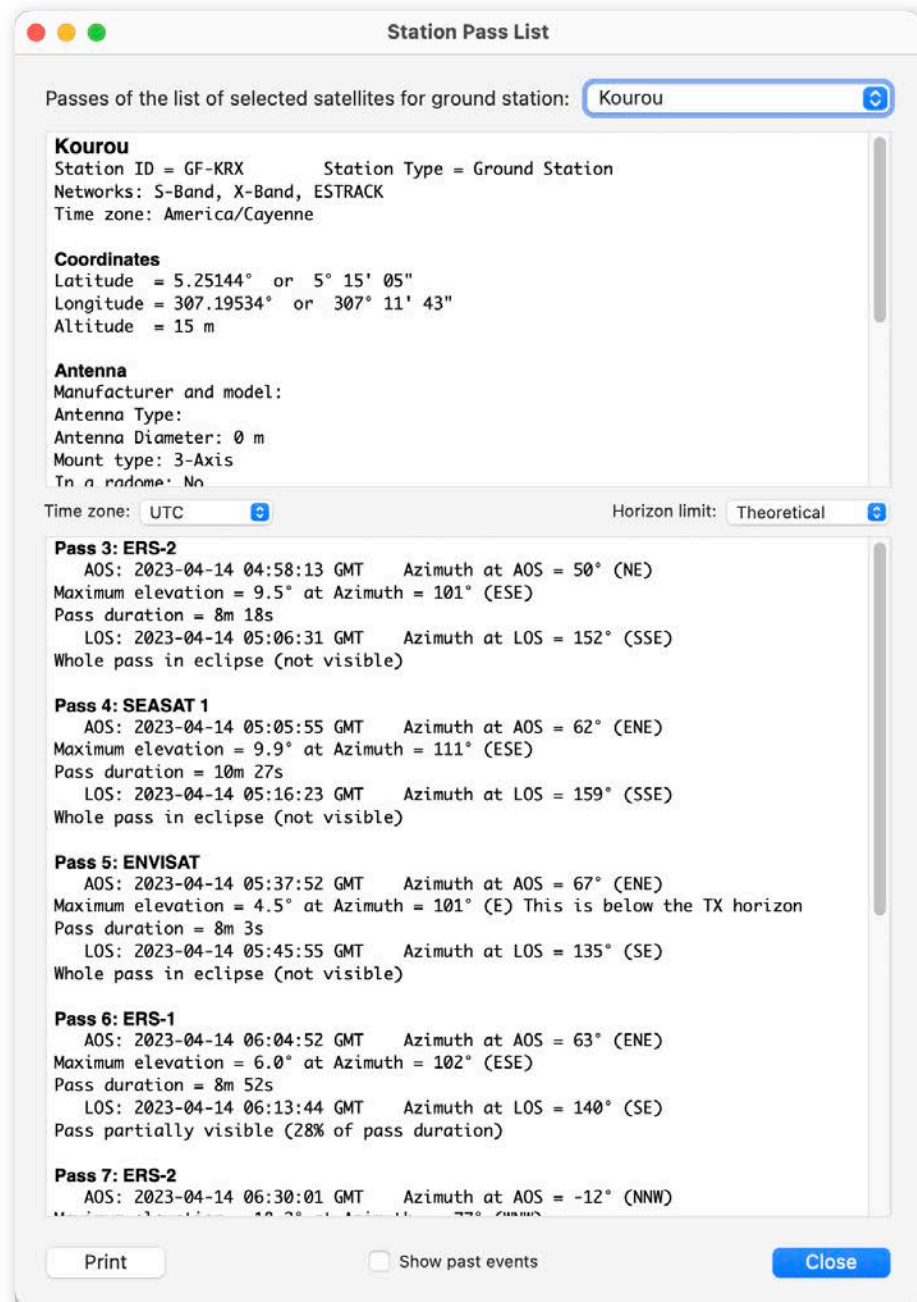 Station Pass List
Passes of the list of selected satellites for ground station: Kourou
Kourou
Station ID = GF-KRX Station Type = Ground Station
Networks: S-Band, X-Band, ESTRACK
Time zone: America/Cayenne
Coordinates
Latitude = 5.25144° or 5° 15' 05"
Longitude = 307.19534° or 307° 11' 43"
Altitude = 15 m
Antenna
Manufacturer and model:
Antenna Type:
Antenna Diameter: 0 m
Mount type: 3-Axis
In a radome: No
Time zone: UTC Horizon limit: Theoretical
Pass 3: ERS-2
AOS: 2023-04-14 04:58:13 GMT Azimuth at AOS = 50° (NE)
Maximum elevation = 9.5° at Azimuth = 101° (ESE)
Pass duration = 8m 18s
LOS: 2023-04-14 05:06:31 GMT Azimuth at LOS = 152° (SSE)
Whole pass in eclipse (not visible)
Pass 4: SEASAT 1
AOS: 2023-04-14 05:05:55 GMT Azimuth at AOS = 62° (ENE)
Maximum elevation = 9.9° at Azimuth = 111° (ESE)
Pass duration = 10m 27s
LOS: 2023-04-14 05:16:23 GMT Azimuth at LOS = 159° (SSE)
Whole pass in eclipse (not visible)
Pass 5: ENVISAT
AOS: 2023-04-14 05:37:52 GMT Azimuth at AOS = 67° (ENE)
Maximum elevation = 4.5° at Azimuth = 101° (E) This is below the TX horizon
Pass duration = 8m 3s
LOS: 2023-04-14 05:45:55 GMT Azimuth at LOS = 135° (SE)
Whole pass in eclipse (not visible)
Pass 6: ERS-1
AOS: 2023-04-14 06:04:52 GMT Azimuth at AOS = 63° (ENE)
Maximum elevation = 6.0° at Azimuth = 102° (ESE)
Pass duration = 8m 52s
LOS: 2023-04-14 06:13:44 GMT Azimuth at LOS = 140° (SE)
Pass partially visible (28% of pass duration)
Pass 7: ERS-2
AOS: 2023-04-14 06:30:01 GMT Azimuth at AOS = -12° (NNW)
Print Show past events Close